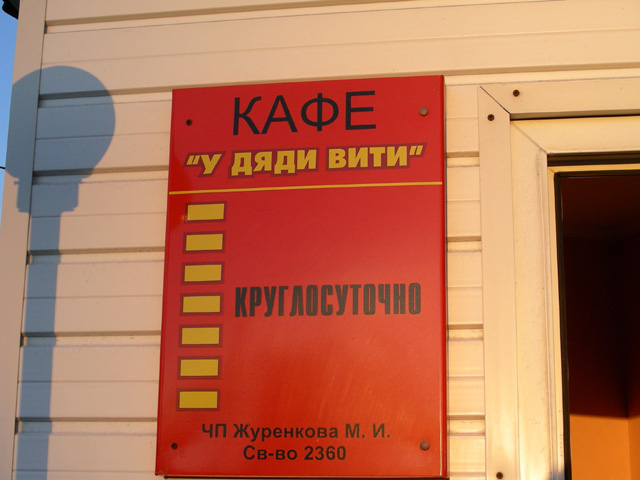 КАФЕ
"У ДЯДИ ВИТИ"
КРУГЛОСУТОЧНО
ЧП Журенкова М. И.
Св-во 2360